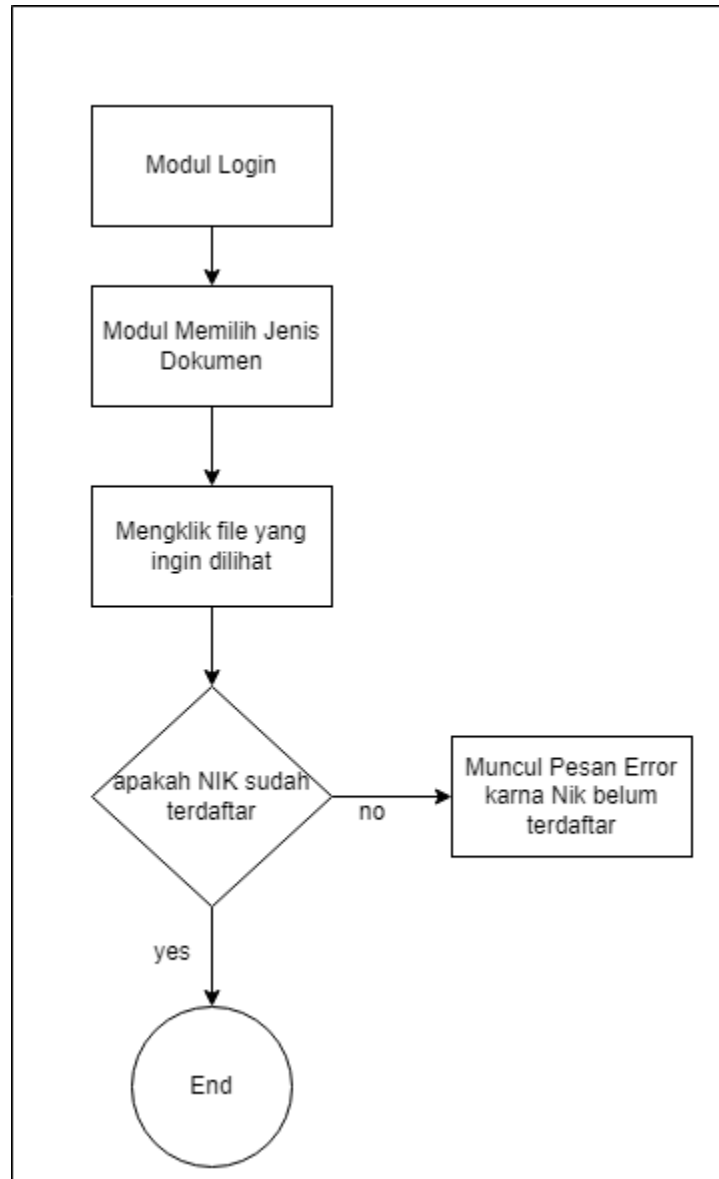 Modul Login
Modul Memilih Jenis
Dokumen
Mengklik file yang
ingin dilihat
apakah NIK sudah
terdaftar
no
Muncul Pesan Error
karna Nik belum
terdaftar
yes
End